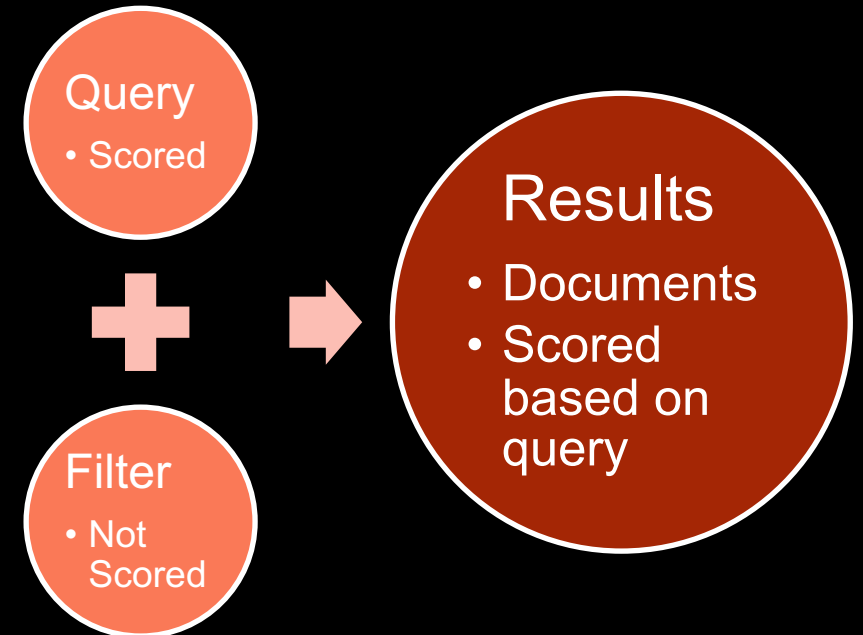 Query
• Scored
Filter
• Not
Scored
Results
• Documents
• Scored
based on
query